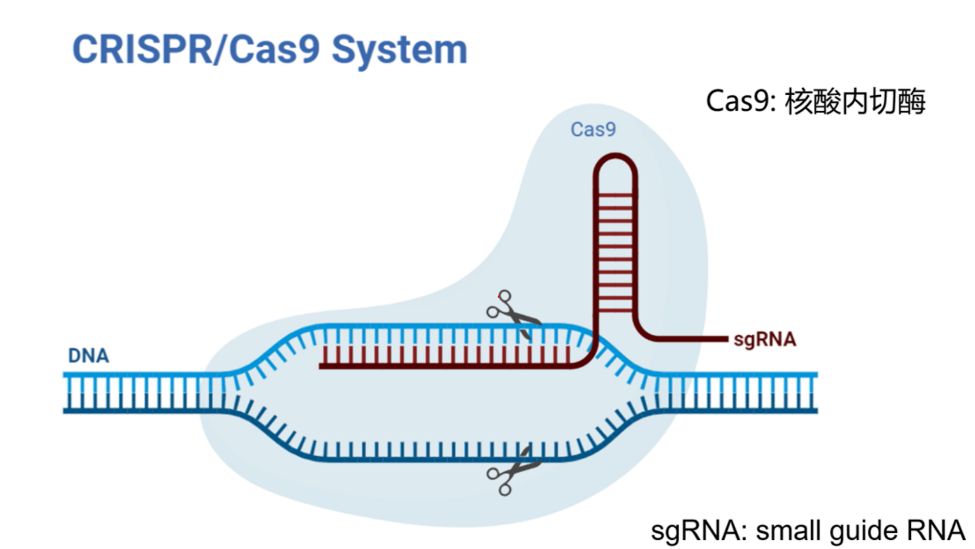 CRISPR/Cas9 System
Cas9: 核酸内切酶
Cas9
sgRNA
DNA
sgRNA: small guide RNA